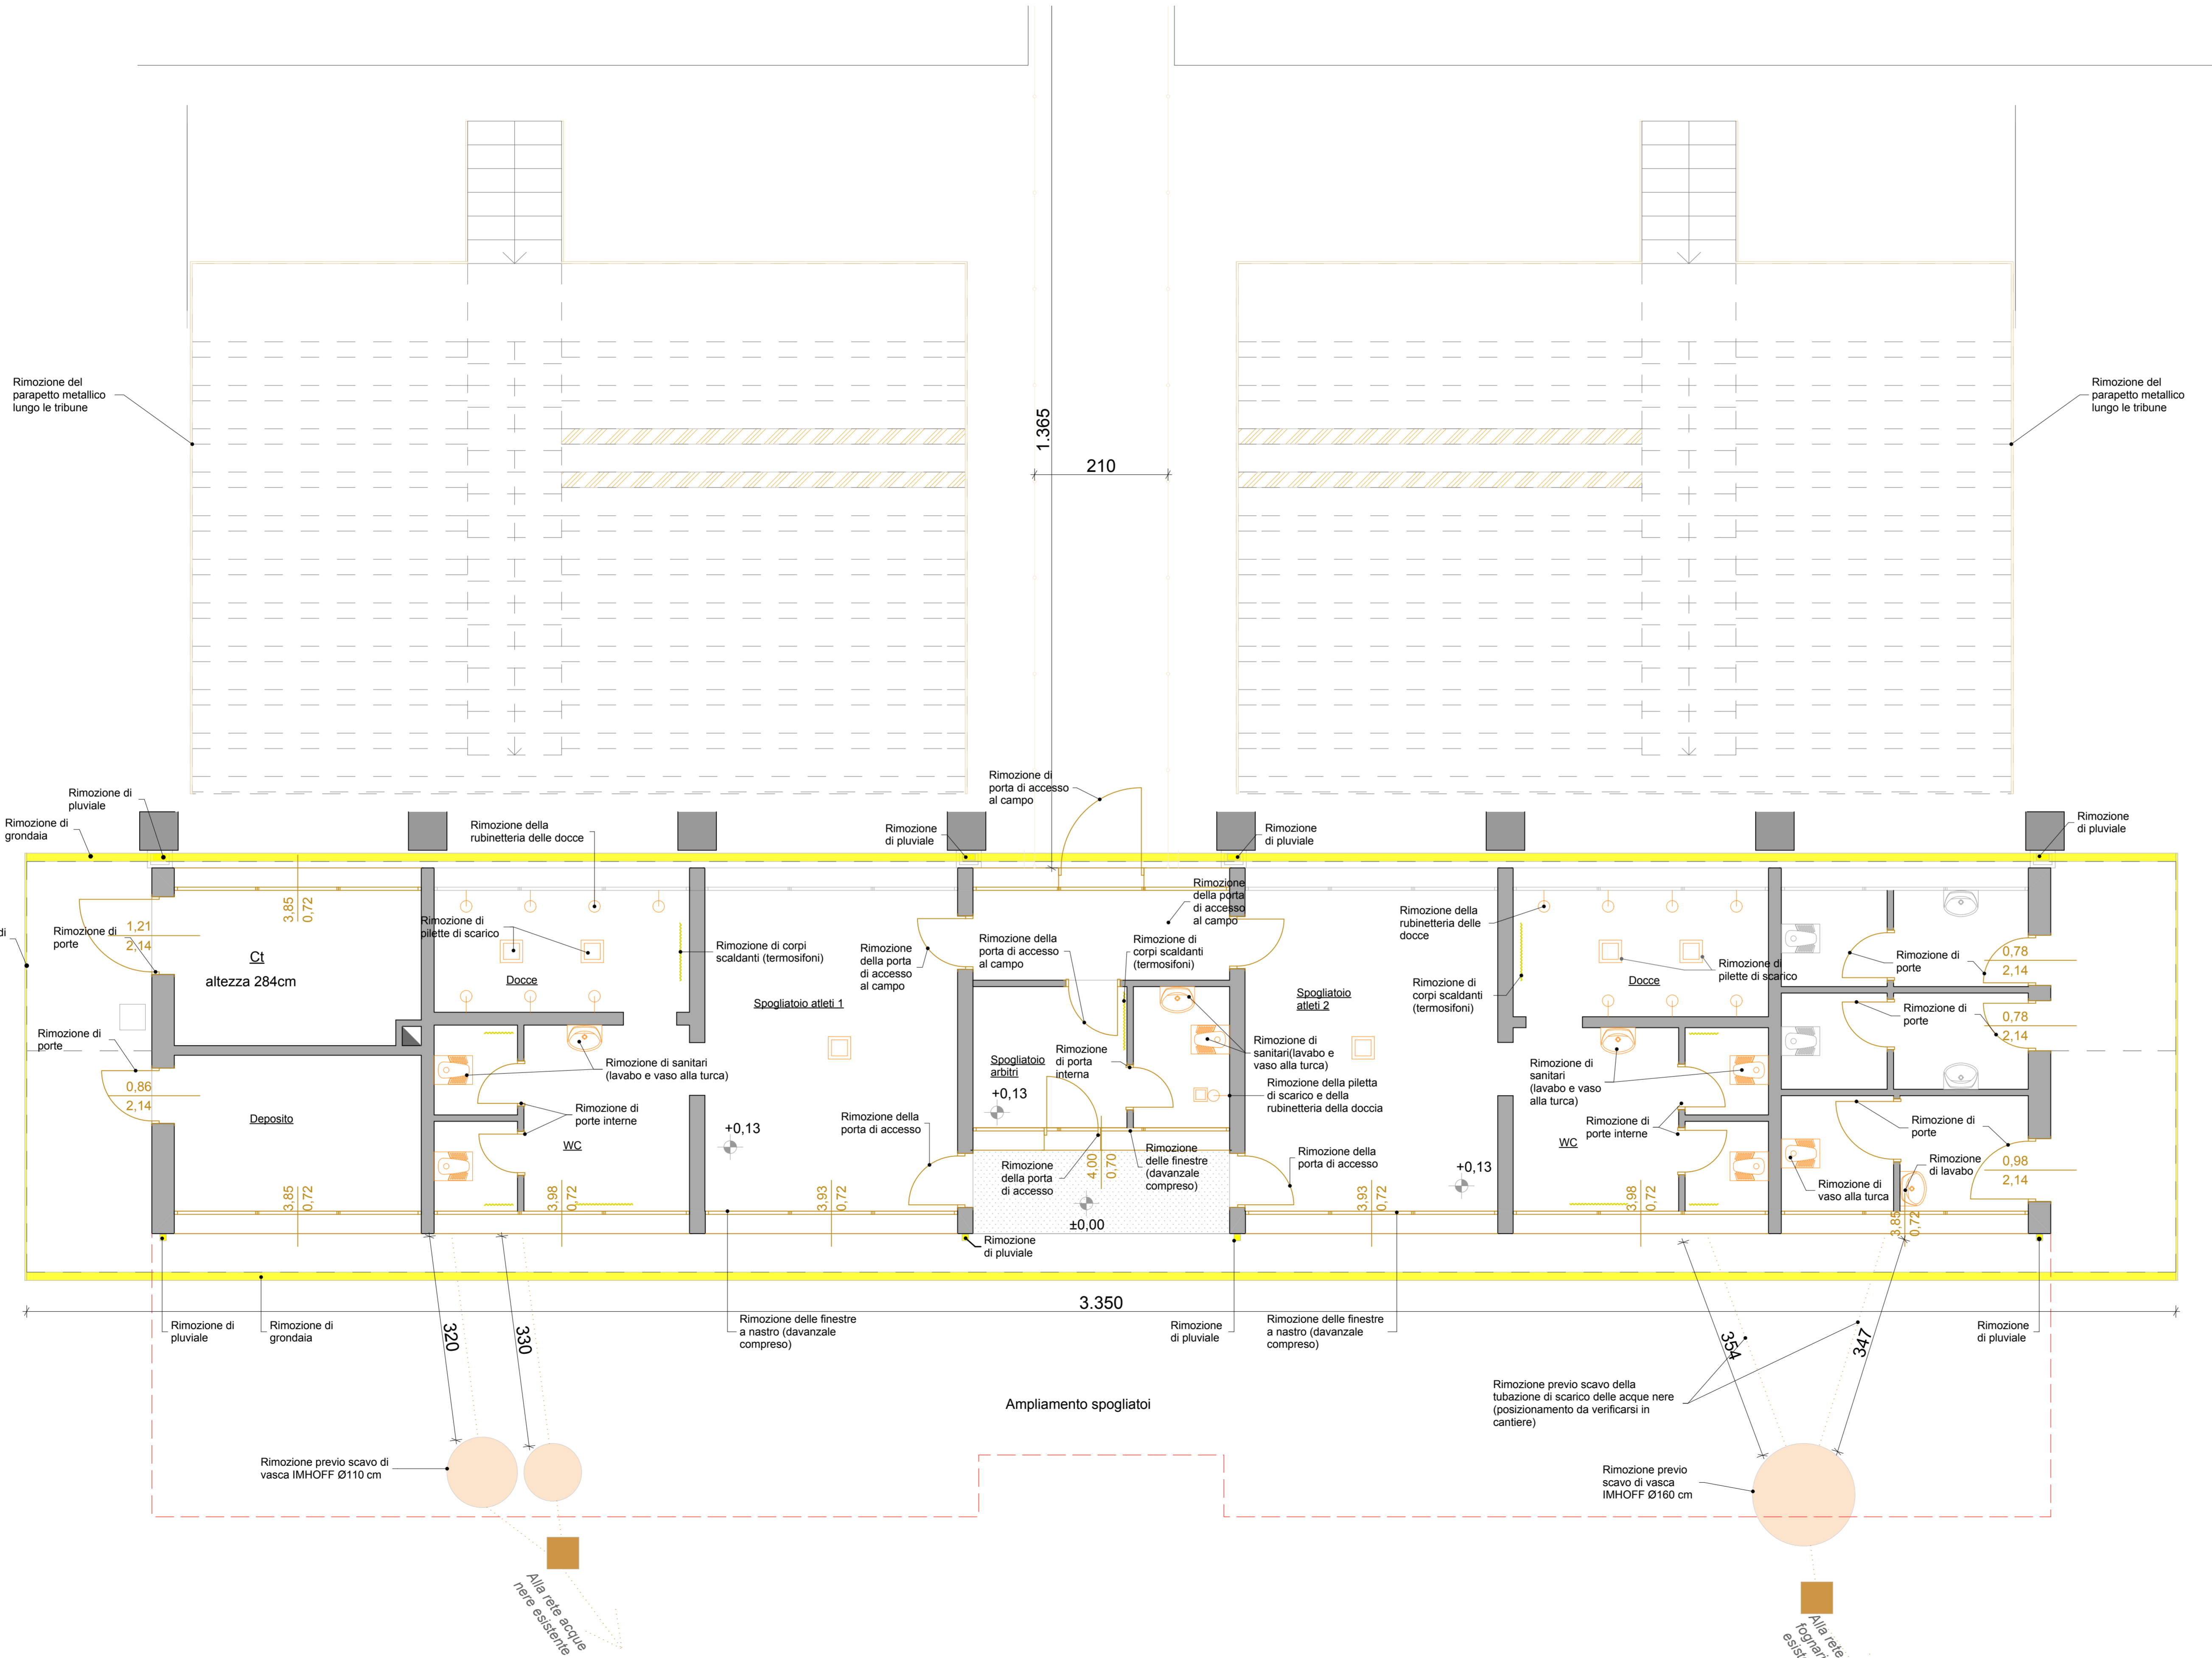 Rimozione del
parapetto metallico
lungo le tribune
1.365
210
Rimozione del
parapetto metallico
lungo le tribune
Rimozione di
porta di accesso
al campo
Rimozione di
pluviale
Rimozione di
grondaia
Rimozione della
rubinetteria delle docce
Rimozione
di pluviale
Rimozione
di pluviale
Rimozione
di pluviale
di
1,21
2,14
Rimozione di
porte
3,85
0,72
Ct
altezza 284cm
Rimozione di
pilette di scarico
Docce
Rimozione di corpi
scaldanti (termosifoni)
Spogliatoio atleti 1
Rimozione
della porta
di accesso
al campo
Rimozione della
porta di accesso
al campo
Rimozione
della porta
di accesso
al campo
Rimozione di
corpi scaldanti
(termosifoni)
Spogliatoio
atleti 2
Rimozione della
rubinetteria delle
docce
Rimozione di
corpi scaldanti
(termosifoni)
Rimozione di
pilette di scarico
Docce
Rimozione di
porte
0,78
2,14
Rimozione di
porte
0,78
2,14
Rimozione di
porte
0,86
2,14
Deposito
3,85
0,72
Rimozione di sanitari
(lavabo e vaso alla turca)
Rimozione di
porte interne
WC
3,98
0,72
+0,13
3,93
0,72
Rimozione della
porta di accesso
Spogliatoio
arbitri
+0,13
Rimozione
di porta
interna
Rimozione di
sanitari(lavabo e
vaso alla turca)
Rimozione della piletta
di scarico e della
rubinetteria della doccia
Rimozione
della porta
di accesso
4,00
0,70
Rimozione
delle finestre
(davanzale
compreso)
±0,00
Rimozione della
porta di accesso
3,93
0,72
+0,13
Rimozione di
sanitari
(lavabo e vaso
alla turca)
Rimozione di
porte interne
WC
3,98
0,72
Rimozione di
porte
Rimozione
di lavabo
Rimozione di
vaso alla turca
0,98
2,14
3,85
0,72
Rimozione
di pluviale
3.350
Rimozione di
pluviale
Rimozione di
grondaia
320
330
Rimozione delle finestre
a nastro (davanzale
compreso)
Rimozione
di pluviale
Rimozione delle finestre
a nastro (davanzale
compreso)
354
347
Rimozione
di pluviale
Ampliamento spogliatoi
Rimozione previo scavo della
tubazione di scarico delle acque nere
(posizionamento da verificarsi in
cantiere)
Rimozione previo scavo di
vasca IMHOFF Ø110 cm
Rimozione previo
scavo di vasca
IMHOFF Ø160 cm
Alla rete acque
nere esistente
Alla rete